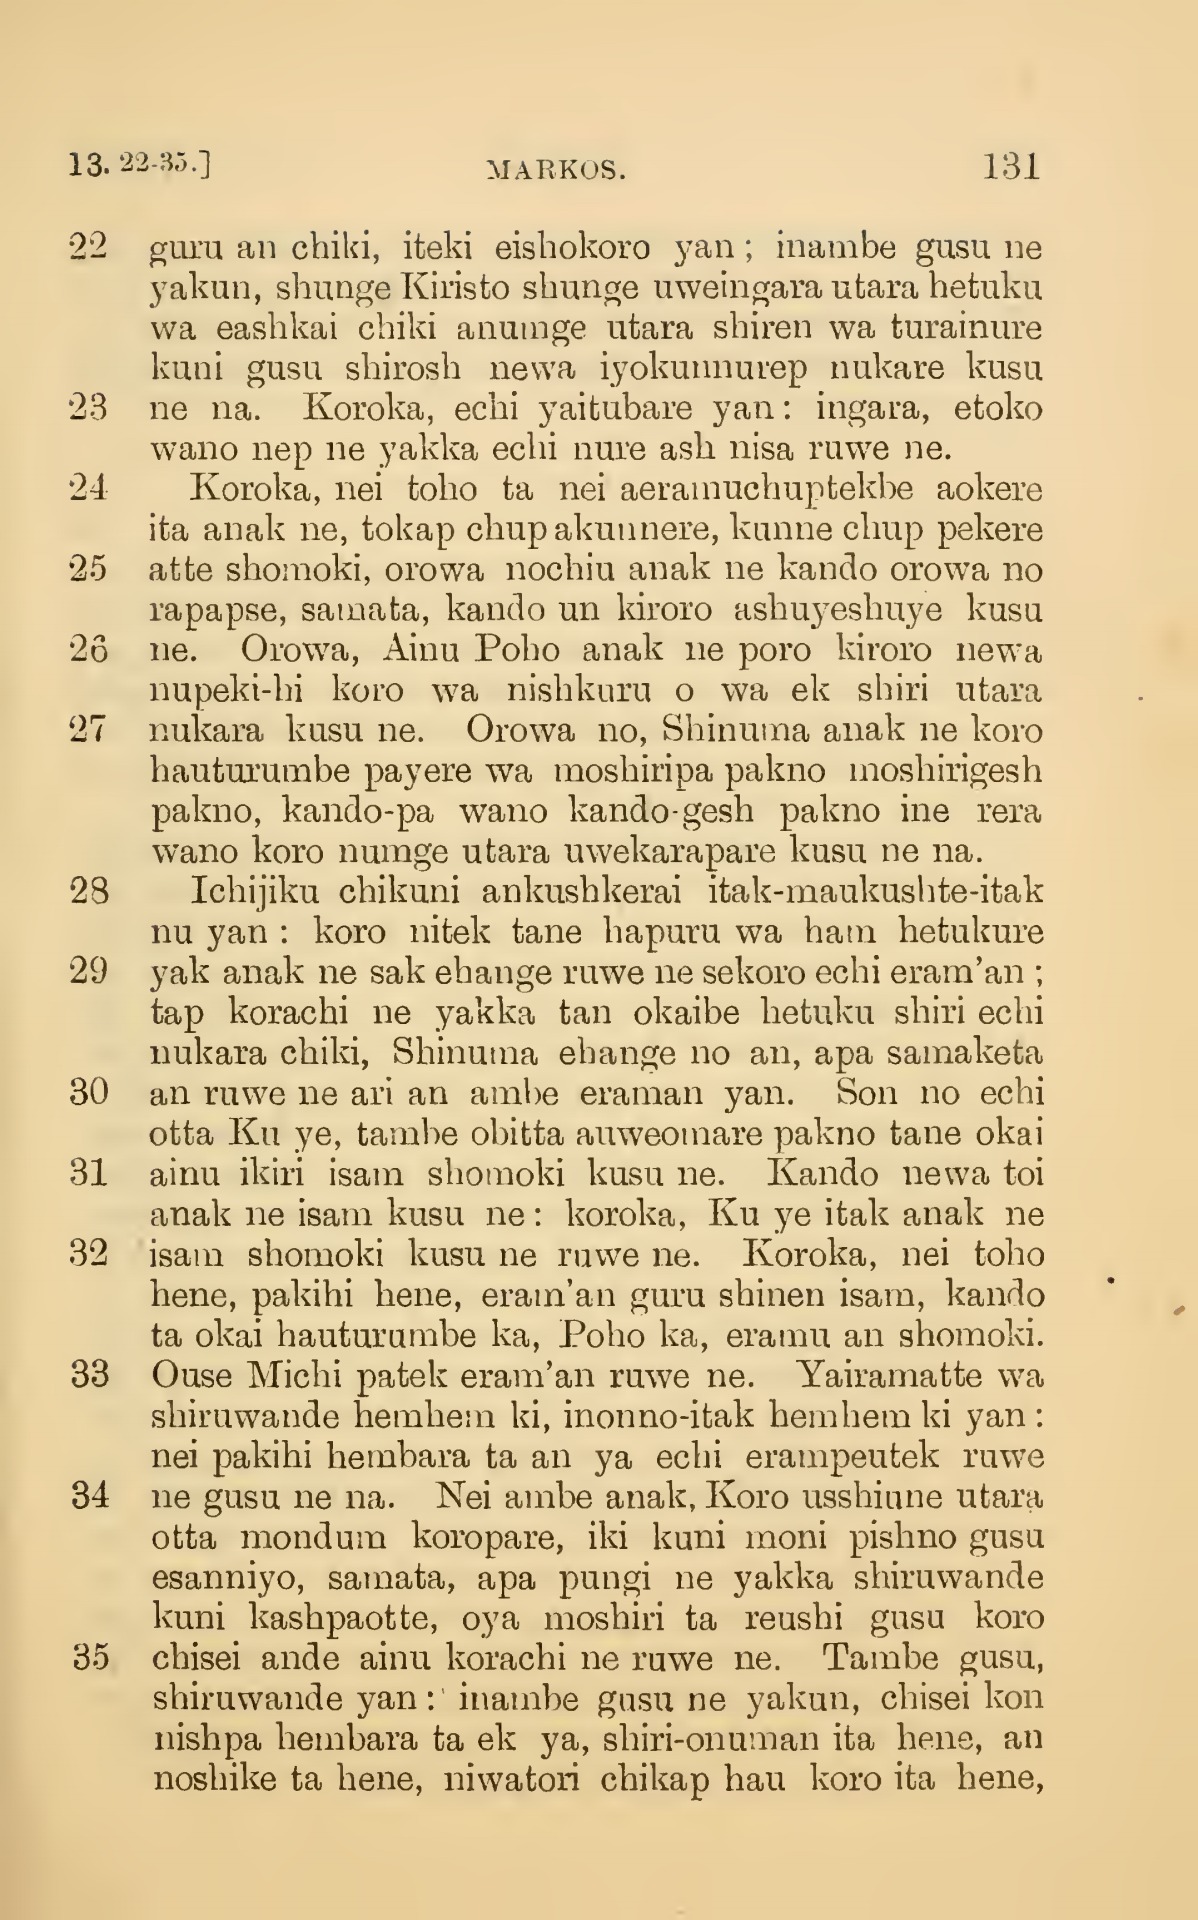 13. 22-35.] MARKOS. 131
22 guru an chiki, iteki eishokoro yan ; inambe gusu ne
yakun, shunge Kiristo shunge uweingara utara hetuku
wa eashkai chiki anumge utara shiren wa turainure
kuni gusu shirosh newa iyokunnurep nukare kusu
23 ne na. Koroka, echi yaitubare yan : ingara, etoko
wano nep ne yakka echi nure ash nisa ruwe ne.
24 Koroka, nei toho ta nei aeramuchuptekbe aokere
ita anak ne, tokap chup akunnere, kunne chup pekere
25 atte shomoki, orowa nochiu anak ne kando orowa no
rapapse, samata, kando un kiroro ashuyeshuye kusu
26 ne. Orowa, Ainu Poho anak ne poro kiroro newa
nupeki-hi koro wa nishkuru o wa ek shiri utara
27 nukara kusu ne. Orowa no, Shinuma anak ne koro
hauturumbe payere wa moshiripa pakno moshirigesh
pakno, kando-pa wano kando-gesh pakno ine rera
wano koro numge utara uwekarapare kusu ne na.
28 Ichijiku chikuni ankushkerai itak-maukushte-itak
nu yan : koro nitek tane hapuru wa ham hetukure
29 yak anak ne sak ehange ruwe ne sekoro echi eram'an ;
tap korachi ne yakka tan okaibe hetuku shiri echi
nukara chiki, Shinuma ehange no an, apa samaketa
30 an ruwe ne ari an ambe eraman yan. Son no echi
otta Ku ye, tambe obitta auweomare pakno tane okai
31 ainu ikiri isam shomoki kusu ne. Kando newa toi
anak ne isam kusu ne : koroka, Ku ye itak anak ne
32 isam shomoki kusu ne ruwe ne. Koroka, nei toho
hene, pakihi hene, eram'an guru shinen isam, kando
ta okai hauturumbe ka, Poho ka, eramu an shomoki.
33 Ouse Michi patek eram'an ruwe ne. Yairamatte wa
shiruwande hemhem ki, inonno-itak hemhem ki yan :
nei pakihi hembara ta an ya echi erampeutek ruwe
34 ne gusu ne na. Nei ambe anak, Koro usshiune utara
otta mondum koropare, iki kuni moni pishno gusu
esanniyo, samata, apa pungi ne yakka shiruwande
kuni kashpaotte, oya moshiri ta reushi gusu koro
35 chisei ande ainu korachi ne ruwe ne. Tambe gusu,
shiruwande yan : inambe gusu ne yakun, chisei kon
nishpa hembara ta ek ya, shiri-onuman ita hene, an
noshike ta hene, niwatori chikap hau koro ita hene,